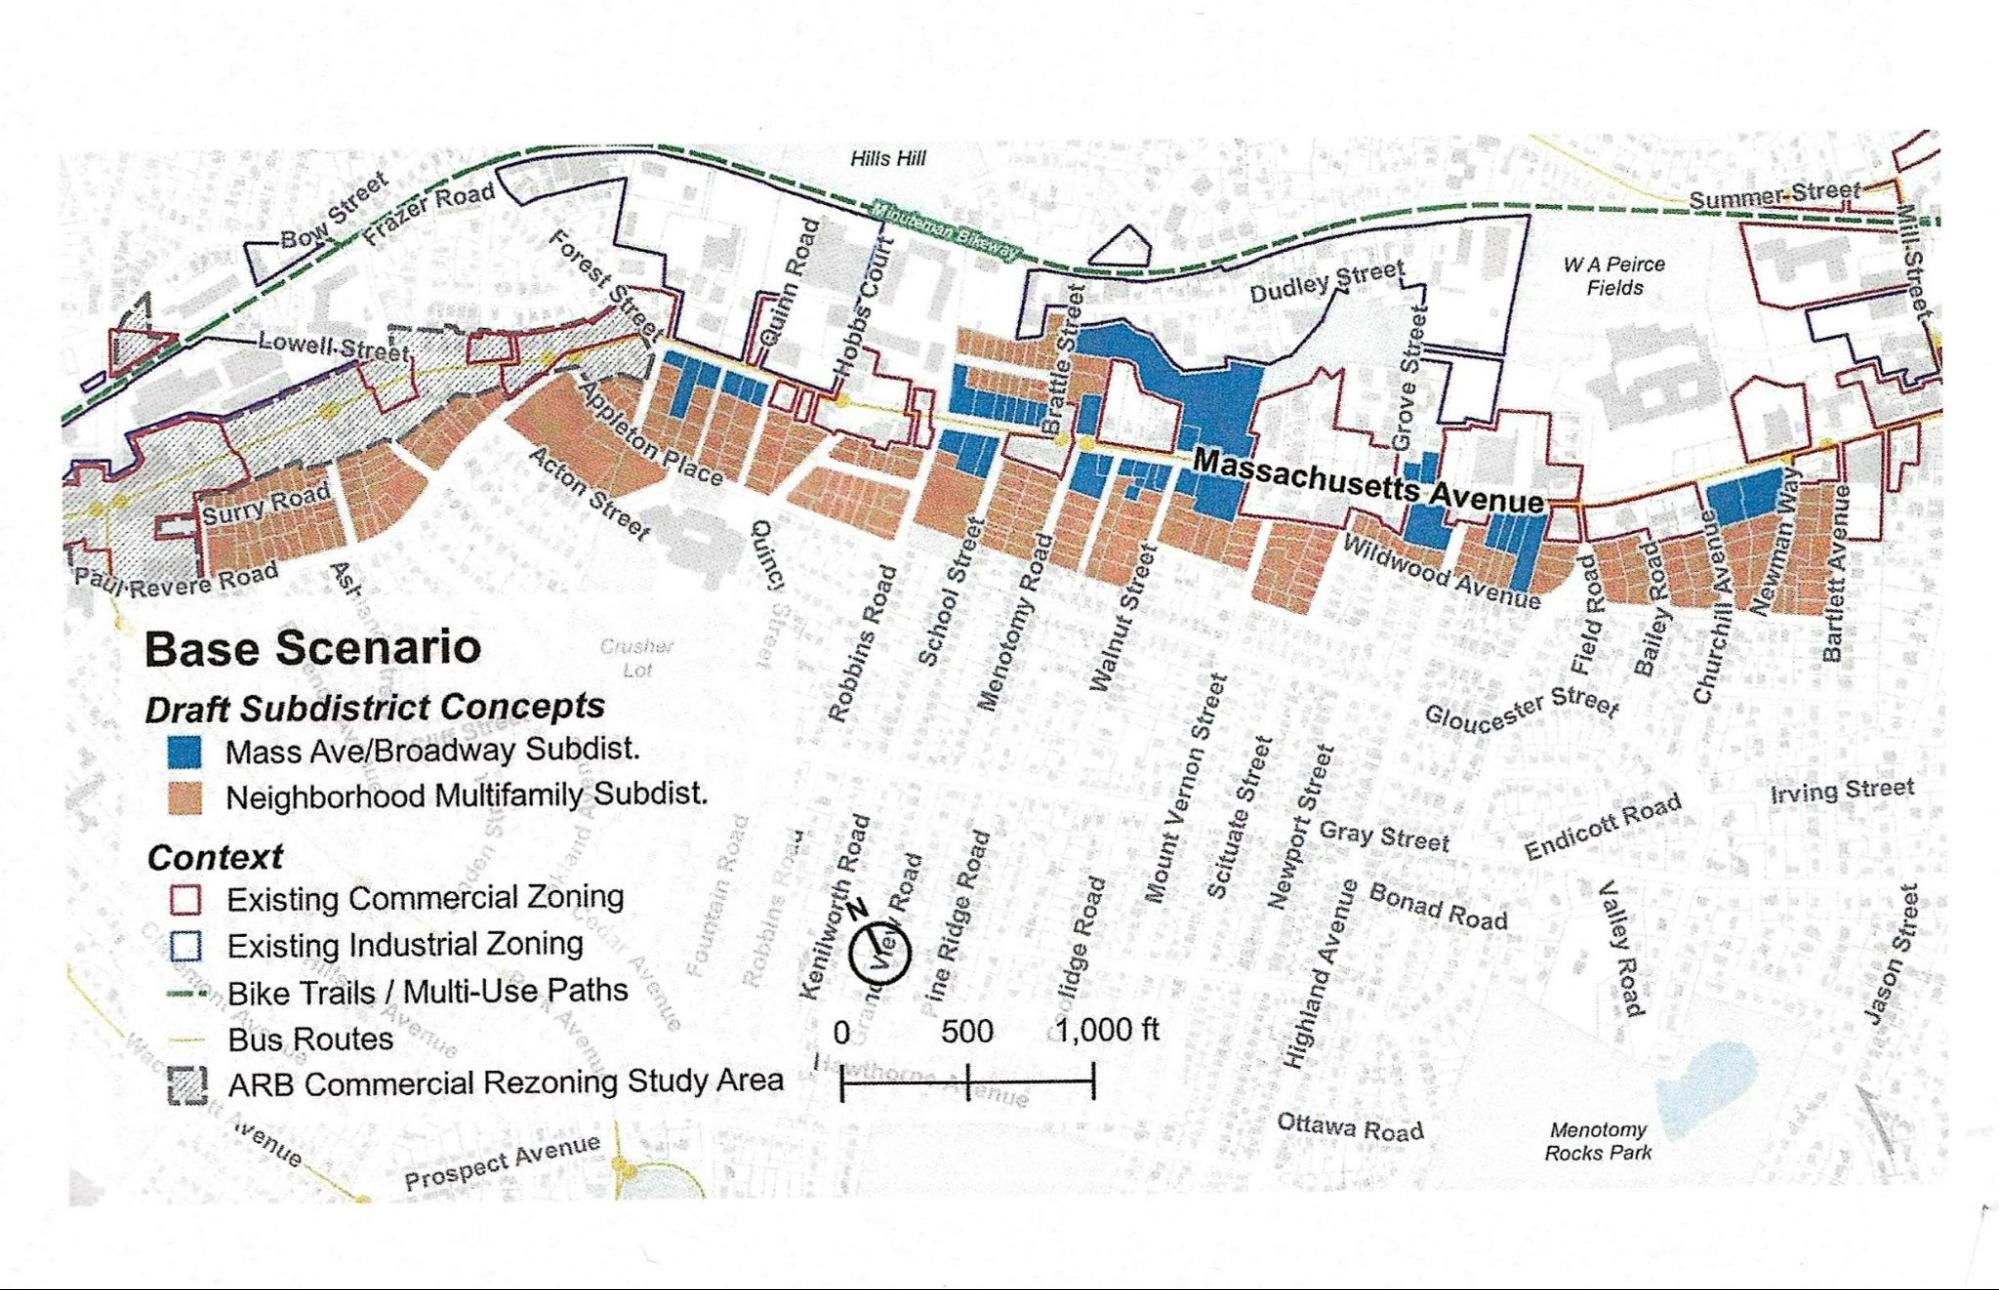 Hills Hill
Bow Street
Frazer Road
Summer Street
Mill Street
Minuteman Bikeway
Forest Street
Quinn Road
Hobbs Court
Dudley Street
W A Peirce
Fields
Lowell Street
Brattle Street
Grove Street
Appleton Place
Massachusetts Avenue
Acton Street
Surry Road
Paul Revere Road
Quincy Street
Wildwood Avenue
Robbins Road
School Street
Menotomy Road
Walnut Street
Field Road
Bailey Road
Churchill Avenue
Newman Way
Bartlett Avenue
Crusher
Lot
Mount Vernon Street
Scituate Street
Newport Street
Gloucester Street
Gray Street
Endicott Road
Irving Street
Bonad Road
Highland Avenue
Valley Road
Jason Street
Fountain Road
Robbins Road
Kenilworth Road
Pine Ridge Road
Hawthorne Avenue
Ottawa Road
Menotomy
Rocks Park
Prospect Avenue
Cedar Avenue
Park Avenue
Base Scenario
Draft Subdistrict Concepts
Mass Ave/Broadway Subdist.
Neighborhood Multifamily Subdist.
Context
Existing Commercial Zoning
Existing Industrial Zoning
Bike Trails / Multi-Use Paths
Bus Routes
ARB Commercial Rezoning Study Area
N
0 500 1,000 ft